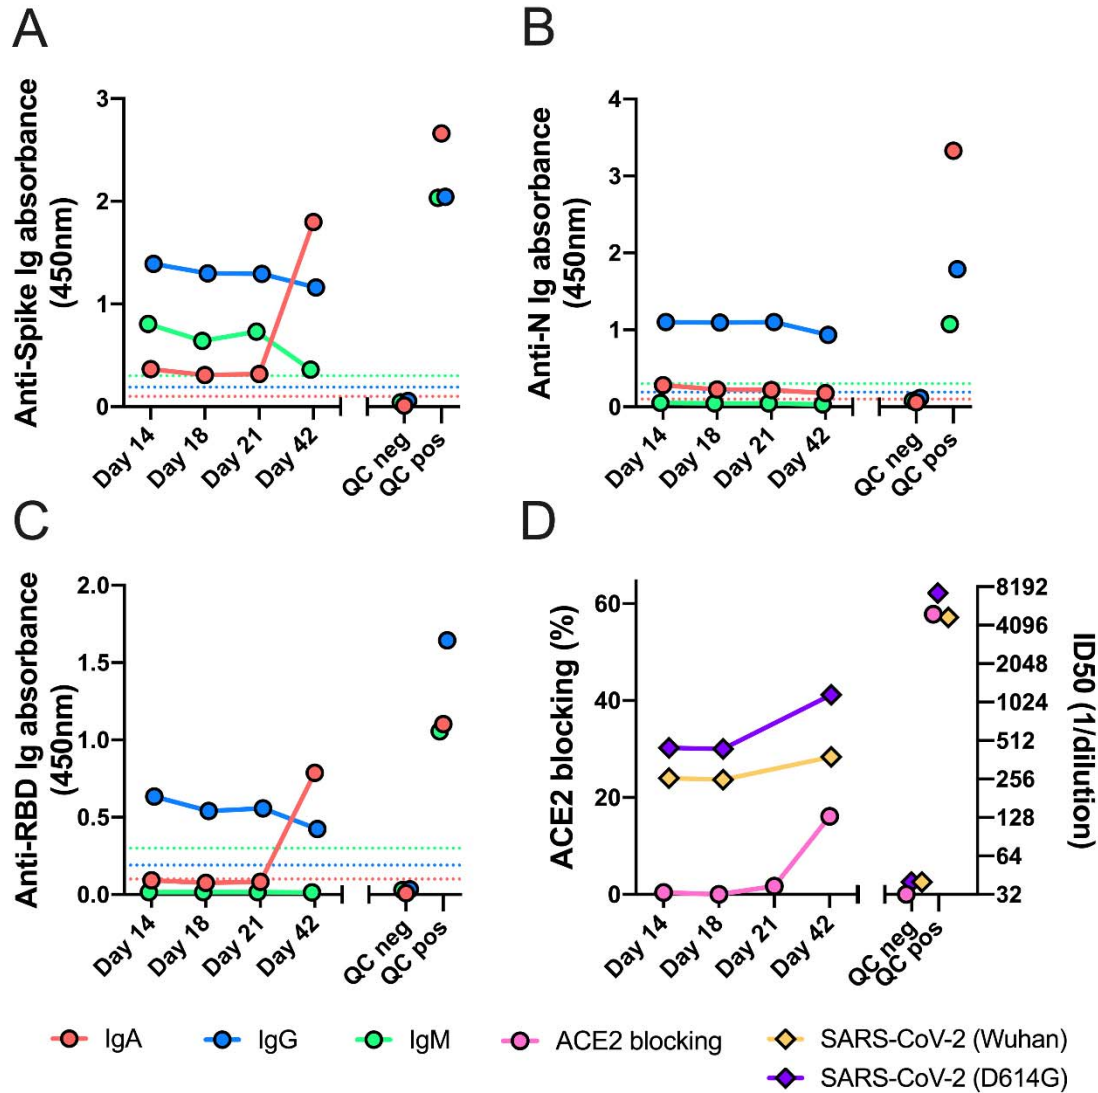 A
Anti-Spike Ig absorbance
(450nm)
3
2
1
0
Day 14
Day 18
Day 21
Day 42
QC neg
QC pos
B
Anti-N Ig absorbance
(450nm)
4
3
2
1
0
Day 14
Day 18
Day 21
Day 42
QC neg
QC pos
C
Anti-RBD Ig absorbance
(450nm)
2.0
1.5
1.0
0.5
0.0
Day 14
Day 18
Day 21
Day 42
QC neg
QC pos
D
ACE2 blocking (%)
60
40
20
0
Day 14
Day 18
Day 21
Day 42
QC neg
QC pos
8192
4096
2048
1024
512
256
128
64
32
ID50 (1/dilution)
IgA
IgG
IgM
ACE2 blocking
SARS-CoV-2 (Wuhan)
SARS-CoV-2 (D614G)